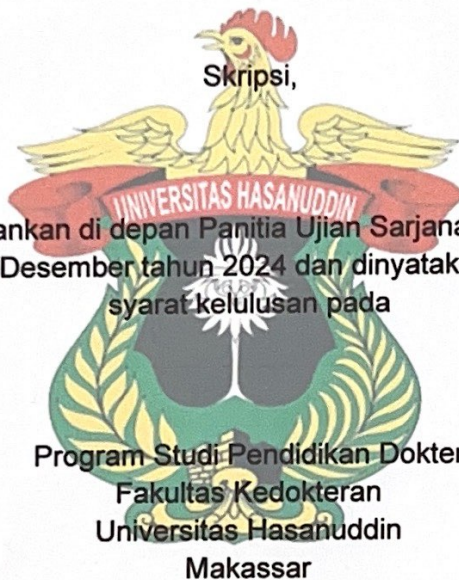 Skripsi,
UNIVERSITAS HASANUDDIN
ankan di depan Panitia Ujian Sarjana
Desember tahun 2024 dan dinyatak
syarat kelulusan pada
Program Studi Pendidikan Dokter
Fakultas Kedokteran
Universitas Hasanuddin
Makassar